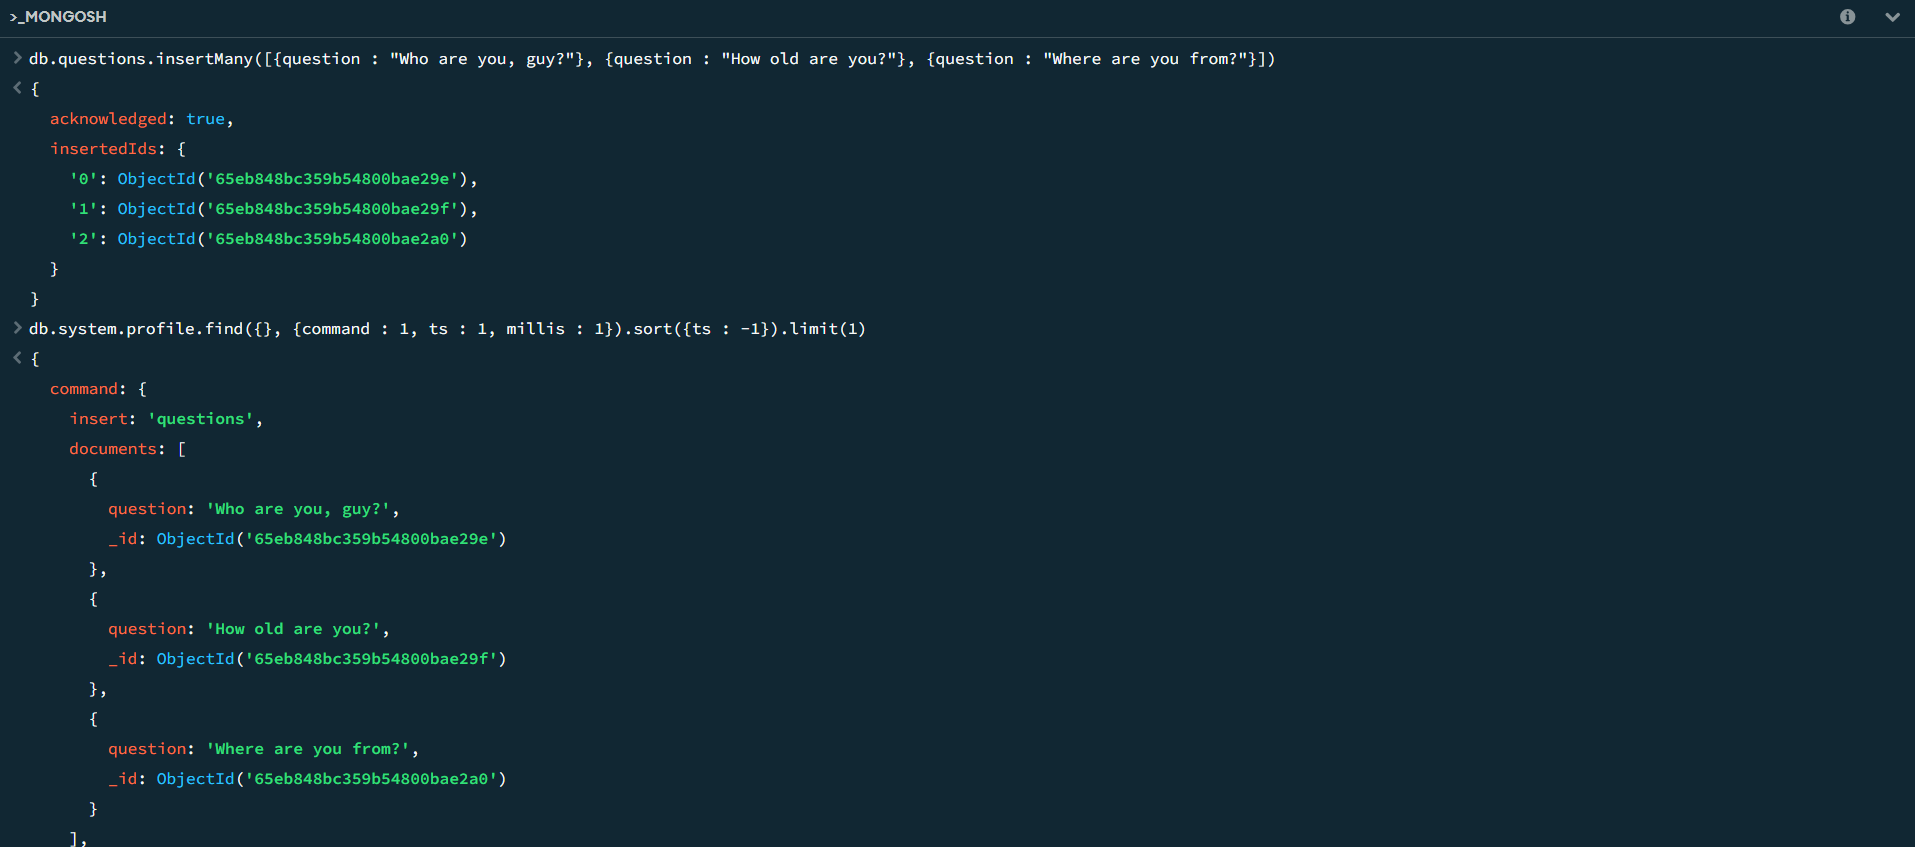 >_MONGOSH
> db.questions.insertMany([{question : "Who are you, guy?"}, {question : "How old are you?"}, {question : "Where are you from?"}])
< {
acknowledged: true,
insertedIds: {
'0': ObjectId('65eb848bc359b54800bae29e'),
'1': ObjectId('65eb848bc359b54800bae29f'),
'2': ObjectId('65eb848bc359b54800bae2a0')
}
}
> db.system.profile.find({}, {command : 1, ts : 1, millis : 1}).sort({ts : -1}).limit(1)
< {
command: {
insert: 'questions',
documents: [
{
question: 'Who are you, guy?',
_id: ObjectId('65eb848bc359b54800bae29e')
},
{
question: 'How old are you?',
_id: ObjectId('65eb848bc359b54800bae29f')
},
{
question: 'Where are you from?',
_id: ObjectId('65eb848bc359b54800bae2a0')
}
],